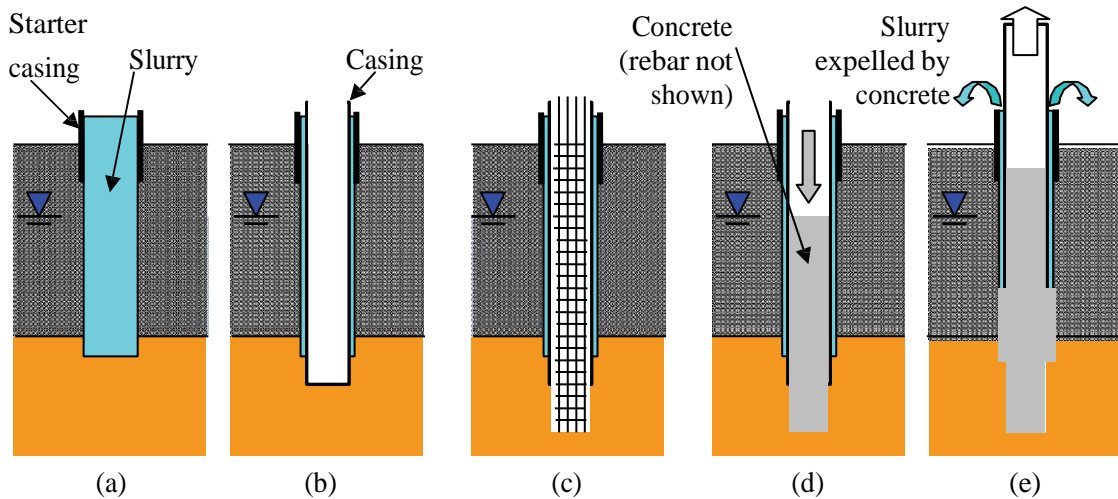 Starter
casing
Slurry
Casing
Concrete
(rebar not
shown)
Slurry
expelled by
concrete
(a)
(b)
(c)
(d)
(e)